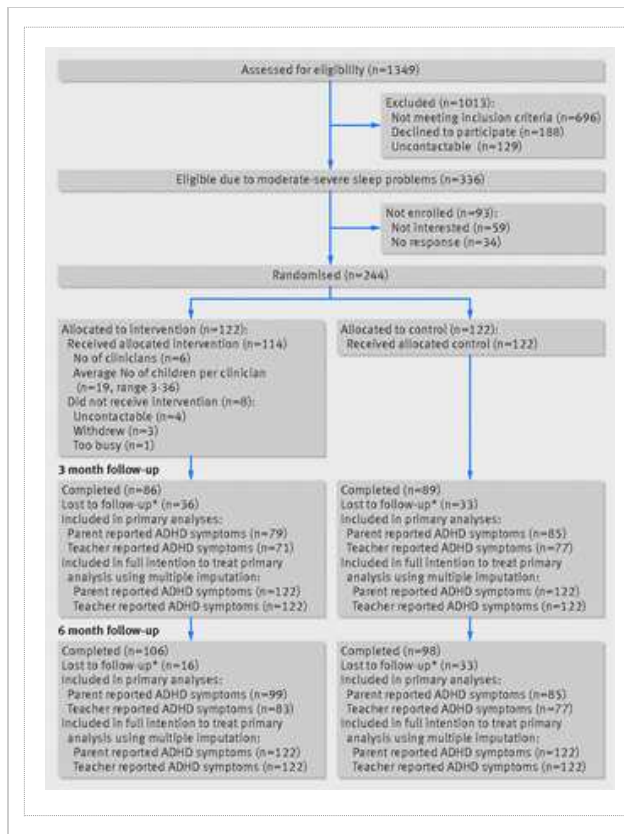 Assessed for eligibility (n=1349)
Excluded (n=1013):
Not meeting inclusion criteria (n=696)
Declined to participate (n=188)
Uncontactable (n=129)
Eligible due to moderate-severe sleep problems (n=336)
Not enrolled (n=93):
Not interested (n=59)
No response (n=34)
Randomised (n=244)
Allocated to intervention (n=122):
Received allocated intervention (n=114)
No of clinicians (n=6)
Average No of children per clinician
(n=19, range 3-36)
Did not receive intervention (n=8):
Uncontactable (n=4)
Withdrew (n=3)
Too busy (n=1)
Allocated to control (n=122):
Received allocated control (n=122)
3 month follow-up
Completed (n=86)
Lost to follow-up* (n=36)
Included in primary analyses:
Parent reported ADHD symptoms (n=79)
Teacher reported ADHD symptoms (n=71)
Included in full intention to treat primary
analysis using multiple imputation:
Parent reported ADHD symptoms (n=122)
Teacher reported ADHD symptoms (n=122)
Completed (n=89)
Lost to follow-up* (n=33)
Included in primary analyses:
Parent reported ADHD symptoms (n=85)
Teacher reported ADHD symptoms (n=77)
Included in full intention to treat primary
analysis using multiple imputation:
Parent reported ADHD symptoms (n=122)
Teacher reported ADHD symptoms (n=122)
6 month follow-up
Completed (n=106)
Lost to follow-up* (n=16)
Included in primary analyses:
Parent reported ADHD symptoms (n=99)
Teacher reported ADHD symptoms (n=83)
Included in full intention to treat primary
analysis using multiple imputation:
Parent reported ADHD symptoms (n=122)
Teacher reported ADHD symptoms (n=122)
Completed (n=98)
Lost to follow-up* (n=33)
Included in primary analyses:
Parent reported ADHD symptoms (n=85)
Teacher reported ADHD symptoms (n=77)
Included in full intention to treat primary
analysis using multiple imputation:
Parent reported ADHD symptoms (n=122)
Teacher reported ADHD symptoms (n=122)